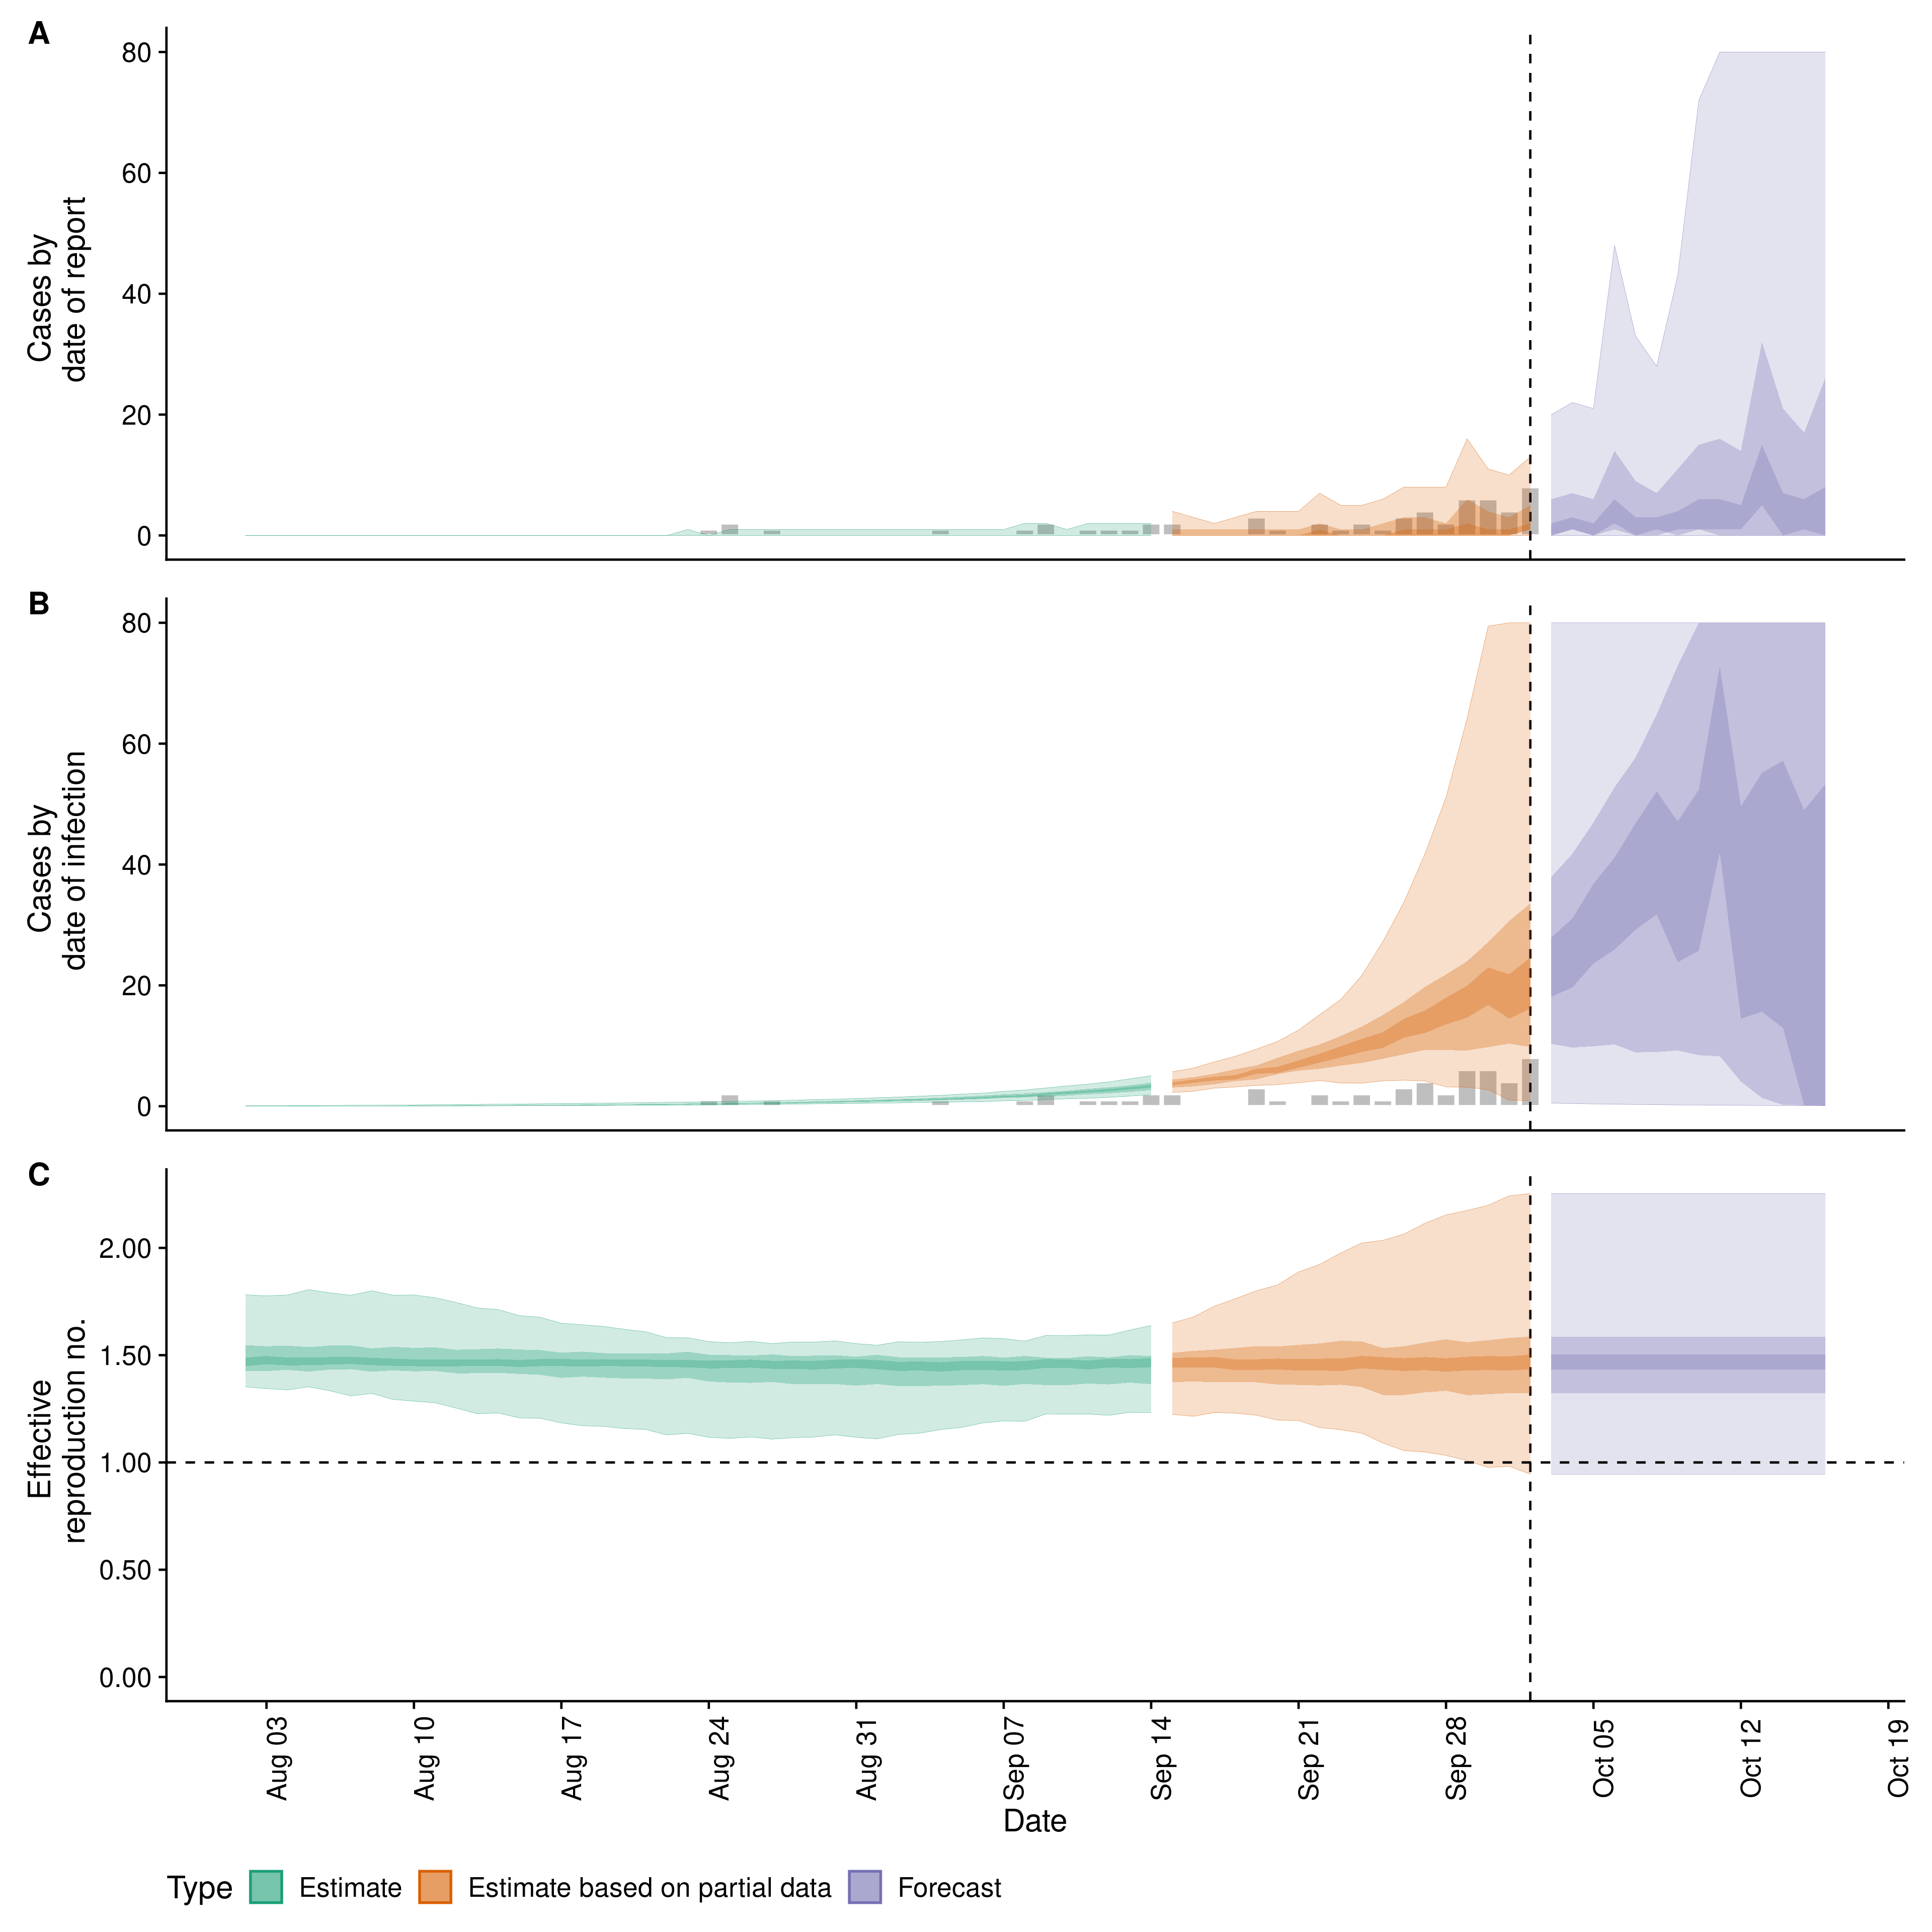 A
80
60
40
20
0
Cases by
date of report
B
80
60
40
20
0
Cases by
date of infection
C
2.00
1.50
1.00
0.50
0.00
Effective
reproduction no.
Aug 03
Aug 10
Aug 17
Aug 24
Aug 31
Sep 07
Sep 14
Sep 21
Sep 28
Oct 05
Oct 12
Oct 19
Date
Type Estimate Estimate based on partial data Forecast